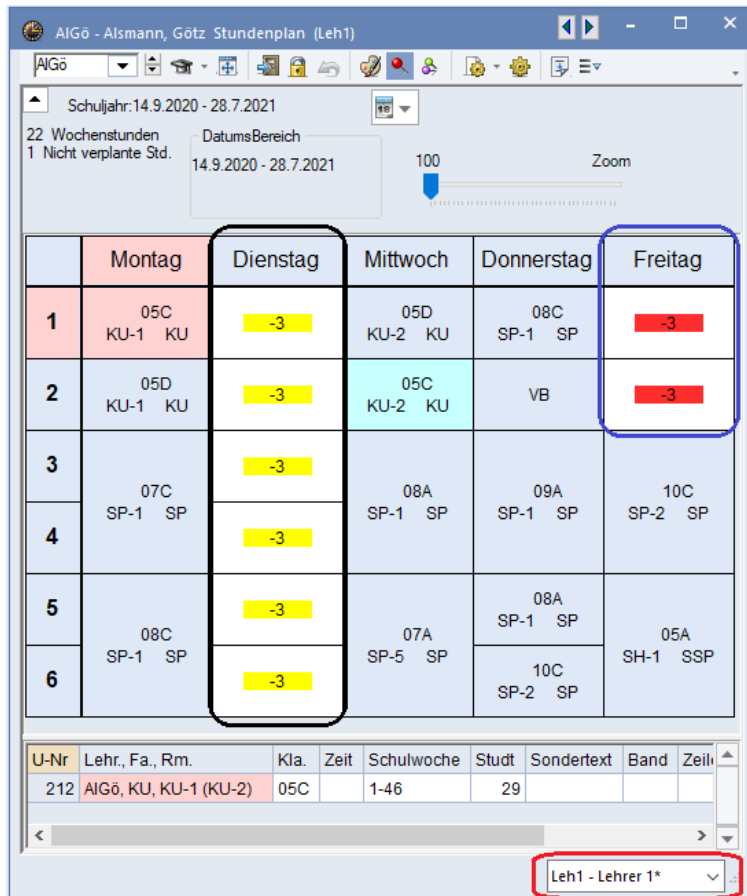 AlGö - Alsmann, Götz Stundenplan (Leh1)
AlGö
Schuljahr:14.9.2020 - 28.7.2021
22 Wochenstunden
1 Nicht verplante Std.
DatumsBereich
14.9.2020 - 28.7.2021
100 Zoom
Montag Dienstag Mittwoch Donnerstag Freitag
1
05C
KU-1 KU
-3
05D
KU-2 KU
08C
SP-1 SP
-3
2
05D
KU-1 KU
-3
05C
KU-2 KU
VB
-3
3
07C
SP-1 SP
-3
08A
SP-1 SP
09A
SP-1 SP
10C
SP-2 SP
4
-3
5
08C
SP-1 SP
-3
07A
SP-5 SP
08A
SP-1 SP
05A
SH-1 SSP
6
-3
10C
SP-2 SP
U-Nr Lehr., Fa., Rm. Kla. Zeit Schulwoche Studt Sondertext Band
212 AlGö, KU, KU-1 (KU-2) 05C 1-46 29
Leh1 - Lehrer 1*